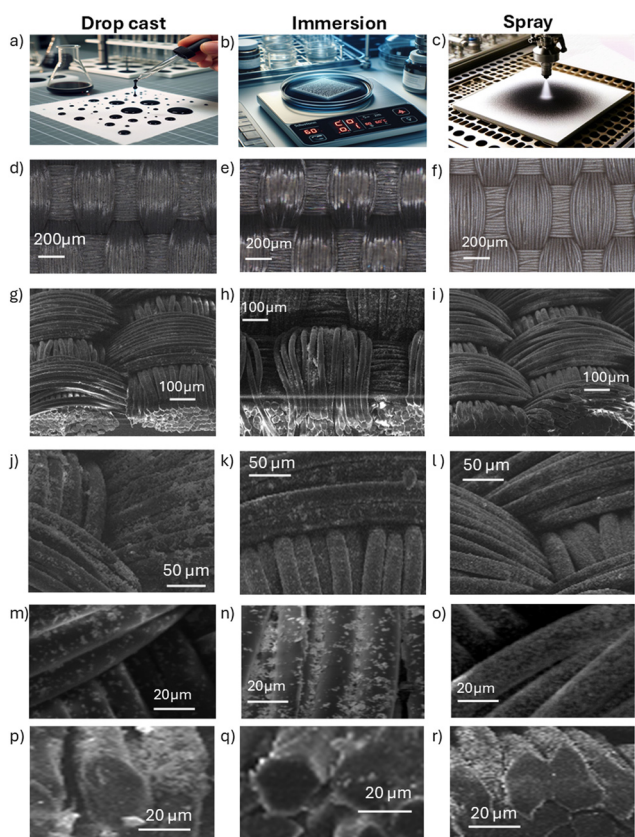 Drop cast Immersion Spray
a) b) c)
d) e) f)
200µm 200µm 200µm
g) h) i)
100µm 100µm 100µm
j) k) l)
50 µm 50 µm 50 µm
m) n) o)
20µm 20µm 20µm
p) q) r)
20 µm 20 µm 20 µm